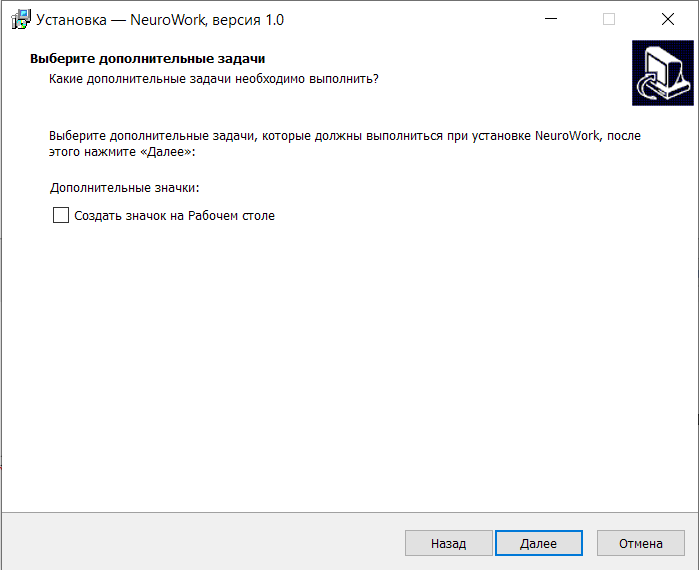 Установка — NeuroWork, версия 1.0
Выберите дополнительные задачи
Какие дополнительные задачи необходимо выполнить?
Выберите дополнительные задачи, которые должны выполниться при установке NeuroWork, после
этого нажмите «Далее»:
Дополнительные значки:
Создать значок на Рабочем столе
Назад
Далее
Отмена